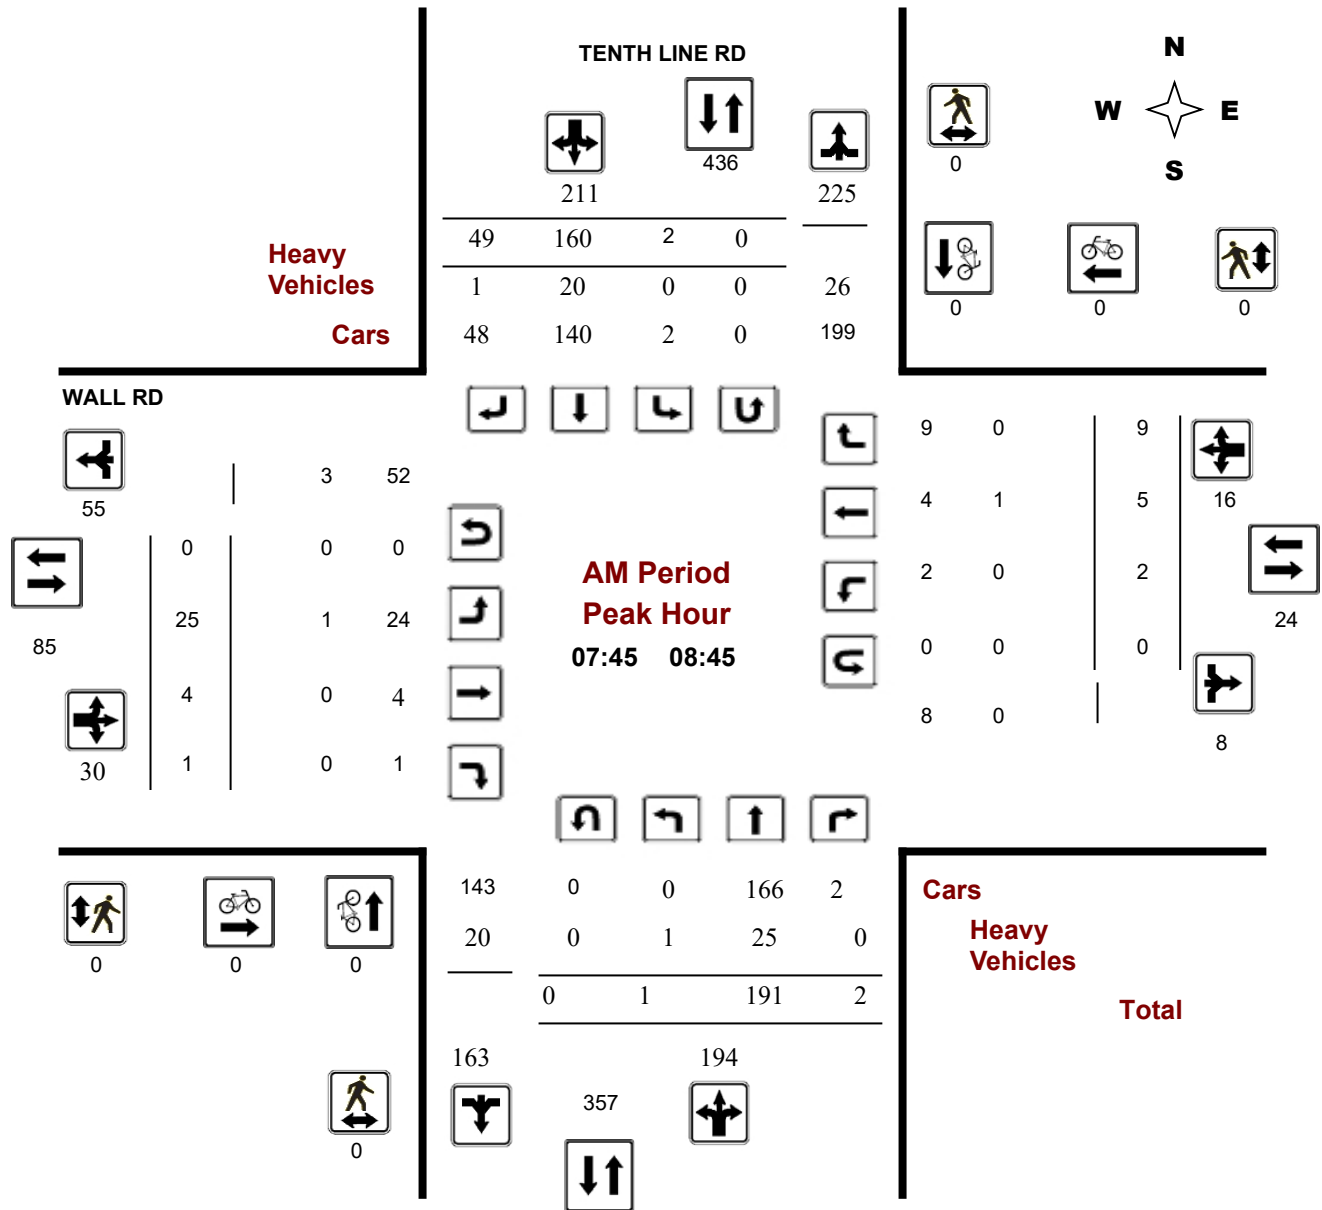 TENTH LINE RD
N
W E
S
436
0
211 225
49 160 2 0
Heavy
Vehicles
1 20 0 0 26
Cars
48 140 2 0 199
0 0 0
WALL RD
9 0 9
3 52
55
4 1 5 16
0 0 0
AM Period
2 0 2
25 1 24
Peak Hour
24
85
07:45 08:45
0 0 0
4 0 4
8 0
8
30 1 0 1
143 0 0 166 2
Cars
20 0 1 25 0
Heavy
Vehicles
0 0 0
0 1 191 2
Total
163 194
357
0